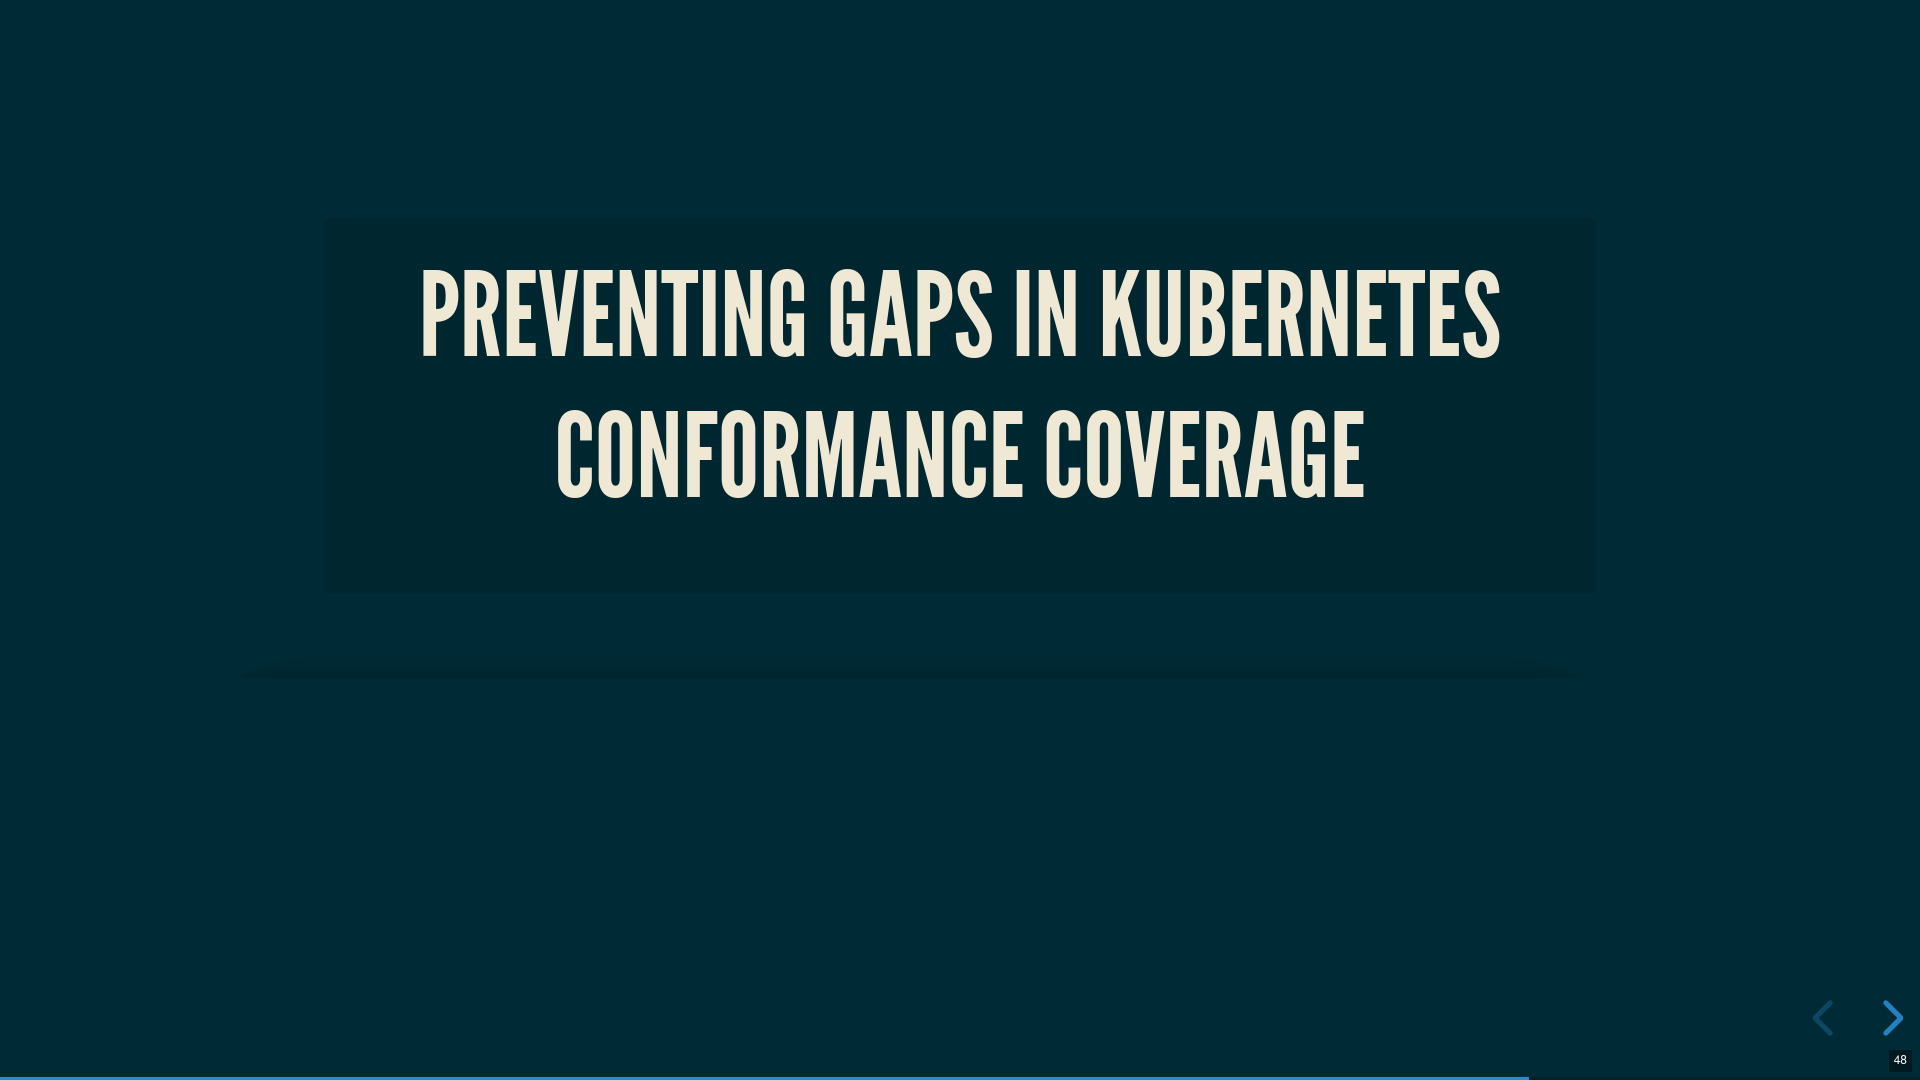 PREVENTING GAPS IN KUBERNETES
CONFORMANCE COVERAGE
48